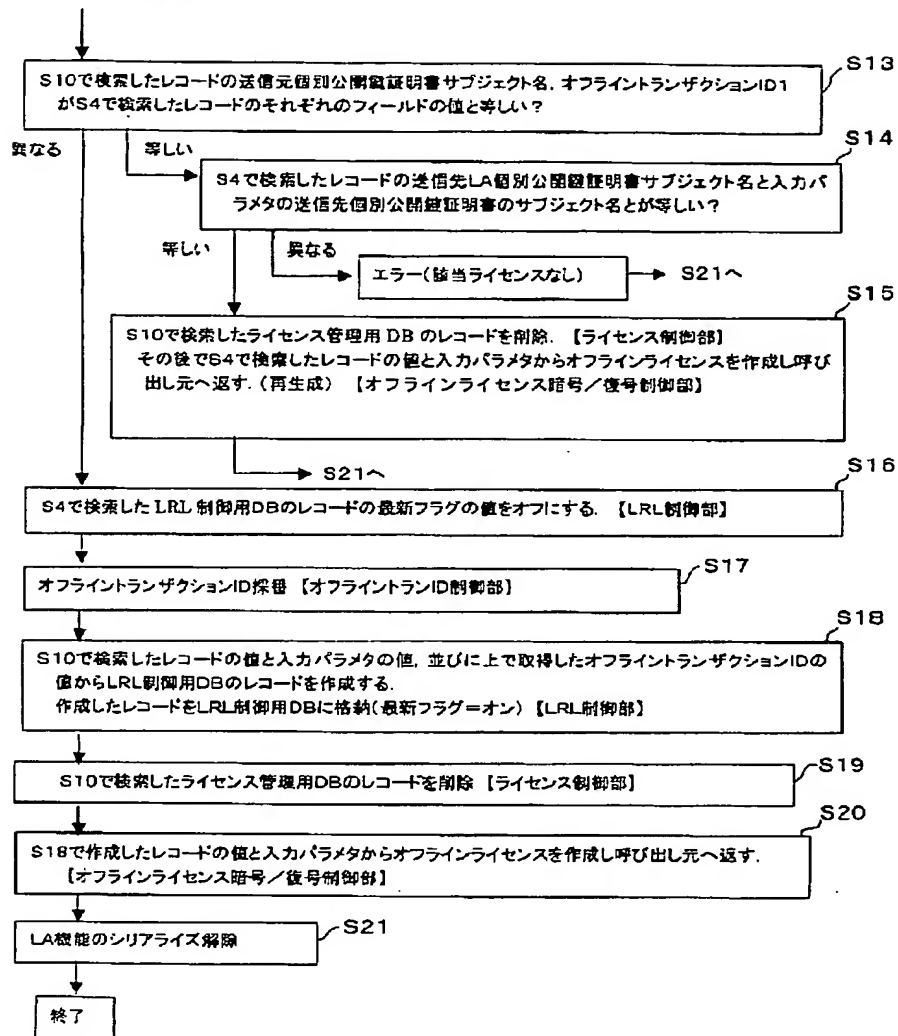 S13
S10で検索したレコードの送信元個別公開鍵証明書サブジェクト名，オフライントランザクションID1
がS4で検索したレコードのそれぞれのフィールドの値と等しい？
異なる
等しい
S14
S4で検索したレコードの送信先LA個別公開鍵証明書サブジェクト名と入力パ
ラメタの送信先個別公開鍵証明書のサブジェクト名とが等しい？
等しい
異なる
エラー（該当ライセンスなし）
S21へ
S15
S10で検索したライセンス管理用 DB のレコードを削除．【ライセンス制御部】
その後でS4で検索したレコードの値と入力パラメタからオフラインライセンスを作成し呼び
出し元へ返す．（再生成）【オフラインライセンス暗号／復号制御部】
S21へ
S16
S4で検索した LRL 制御用DBのレコードの最新フラグの値をオフにする．【LRL制御部】
S17
オフライントランザクションID採番【オフライントランID制御部】
S18
S10で検索したレコードの値と入力パラメタの値，並びに上で取得したオフライントランザクションIDの
値からLRL制御用DBのレコードを作成する．
作成したレコードをLRL制御用DBに格納（最新フラグ＝オン）【LRL制御部】
S19
S10で検索したライセンス管理用DBのレコードを削除【ライセンス制御部】
S20
S18で作成したレコードの値と入力パラメタからオフラインライセンスを作成し呼び出し元へ返す．
【オフラインライセンス暗号／復号制御部】
S21
LA機能のシリアライズ解除
終了